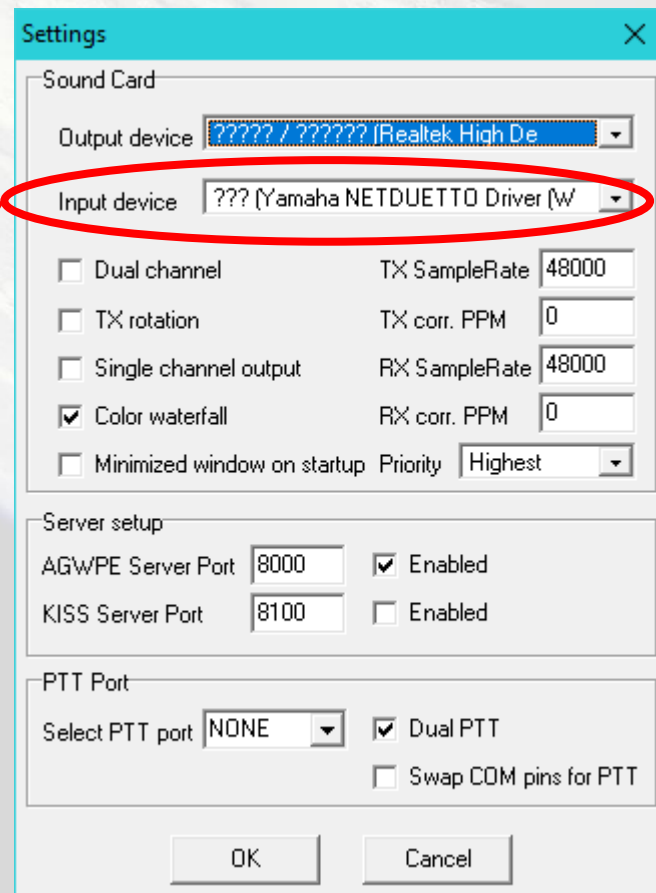 Settings
Sound Card
Output device ????? / ?????? (Realtek High De
Input device ??? (Yamaha NETDUETTO Driver (W
Dual channel TX SampleRate 48000
TX rotation TX corr. PPM 0
Single channel output RX SampleRate 48000
Color waterfall RX corr. PPM 0
Minimized window on startup Priority Highest
Server setup
AGWPE Server Port 8000 Enabled
KISS Server Port 8100 Enabled
PTT Port
Select PTT port NONE Dual PTT
Swap COM pins for PTT
OK Cancel